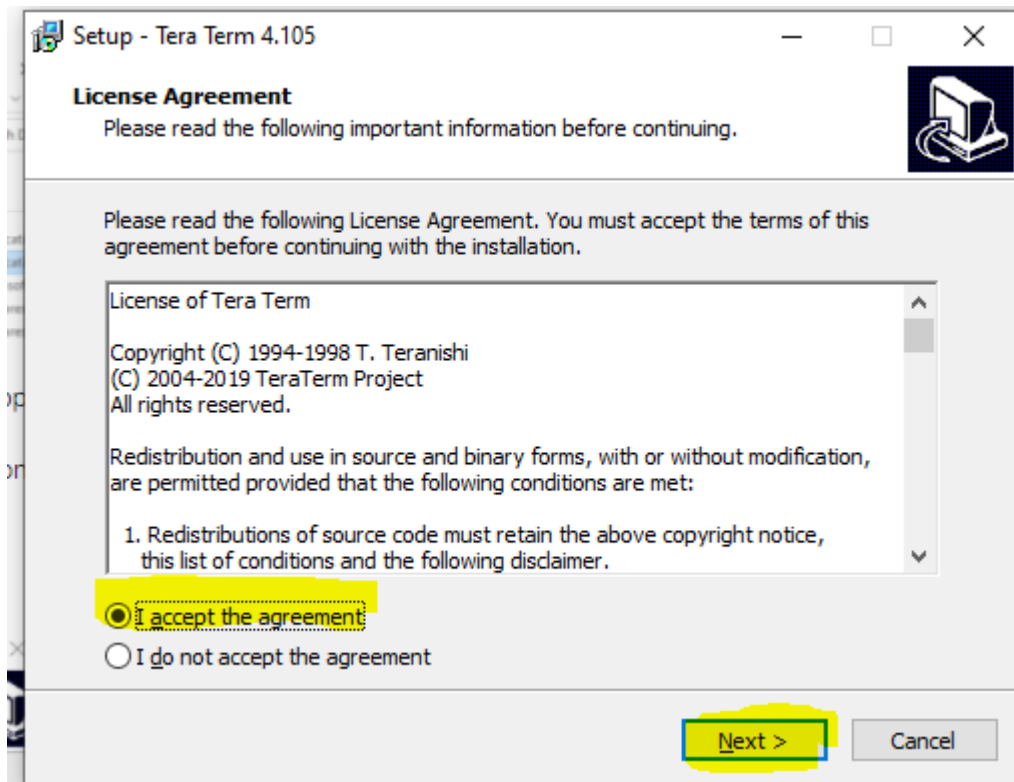 Setup - Tera Term 4.105
License Agreement
Please read the following important information before continuing.
Please read the following License Agreement. You must accept the terms of this
agreement before continuing with the installation.
License of Tera Term
Copyright (C) 1994-1998 T. Teranishi
(C) 2004-2019 TeraTerm Project
All rights reserved.
Redistribution and use in source and binary forms, with or without modification,
are permitted provided that the following conditions are met:
1. Redistributions of source code must retain the above copyright notice,
this list of conditions and the following disclaimer.
I accept the agreement
I do not accept the agreement
Next >
Cancel